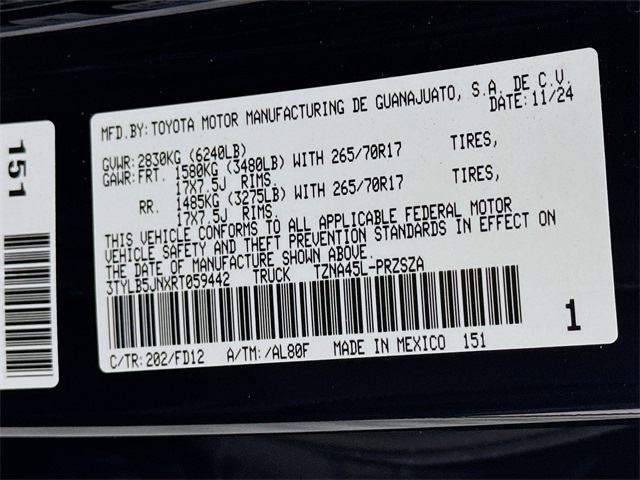 151
MFD.BY:TOYOTA MOTOR MANUFACTURING DE GUANAJUATO, S.A. DE C.V.
DATE:11/24
GVWR:2830KG (6240LB)
GAWR:FRT. 1580KG (3480LB) WITH 265/70R17 TIRES,
17X7.5J RIMS.
RR. 1485KG (3275LB) WITH 265/70R17 TIRES,
17X7.5J RIMS.
THIS VEHICLE CONFORMS TO ALL APPLICABLE FEDERAL MOTOR
VEHICLE SAFETY AND THEFT PREVENTION STANDARDS IN EFFECT ON
THE DATE OF MANUFACTURE SHOWN ABOVE.
3TYLB5JNXRT059442 TRUCK TZNA45L-PRZSZA
1
C/TR:202/FD12 A/TM:/AL80F MADE IN MEXICO 151